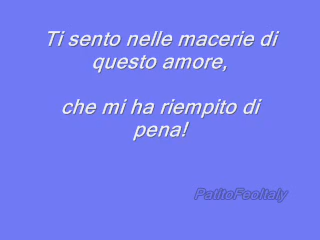 Ti sento nelle macerie di
questo amore,
che mi ha riempito di
pena!
PatitoFeoItaly